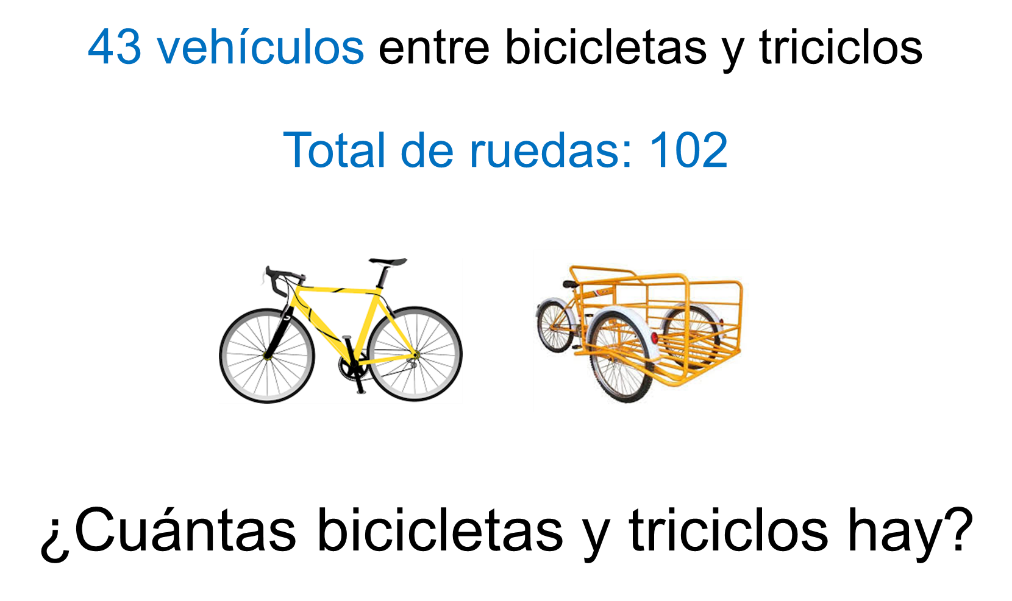 43 vehículos entre bicicletas y triciclos
Total de ruedas: 102
¿Cuántas bicicletas y triciclos hay?